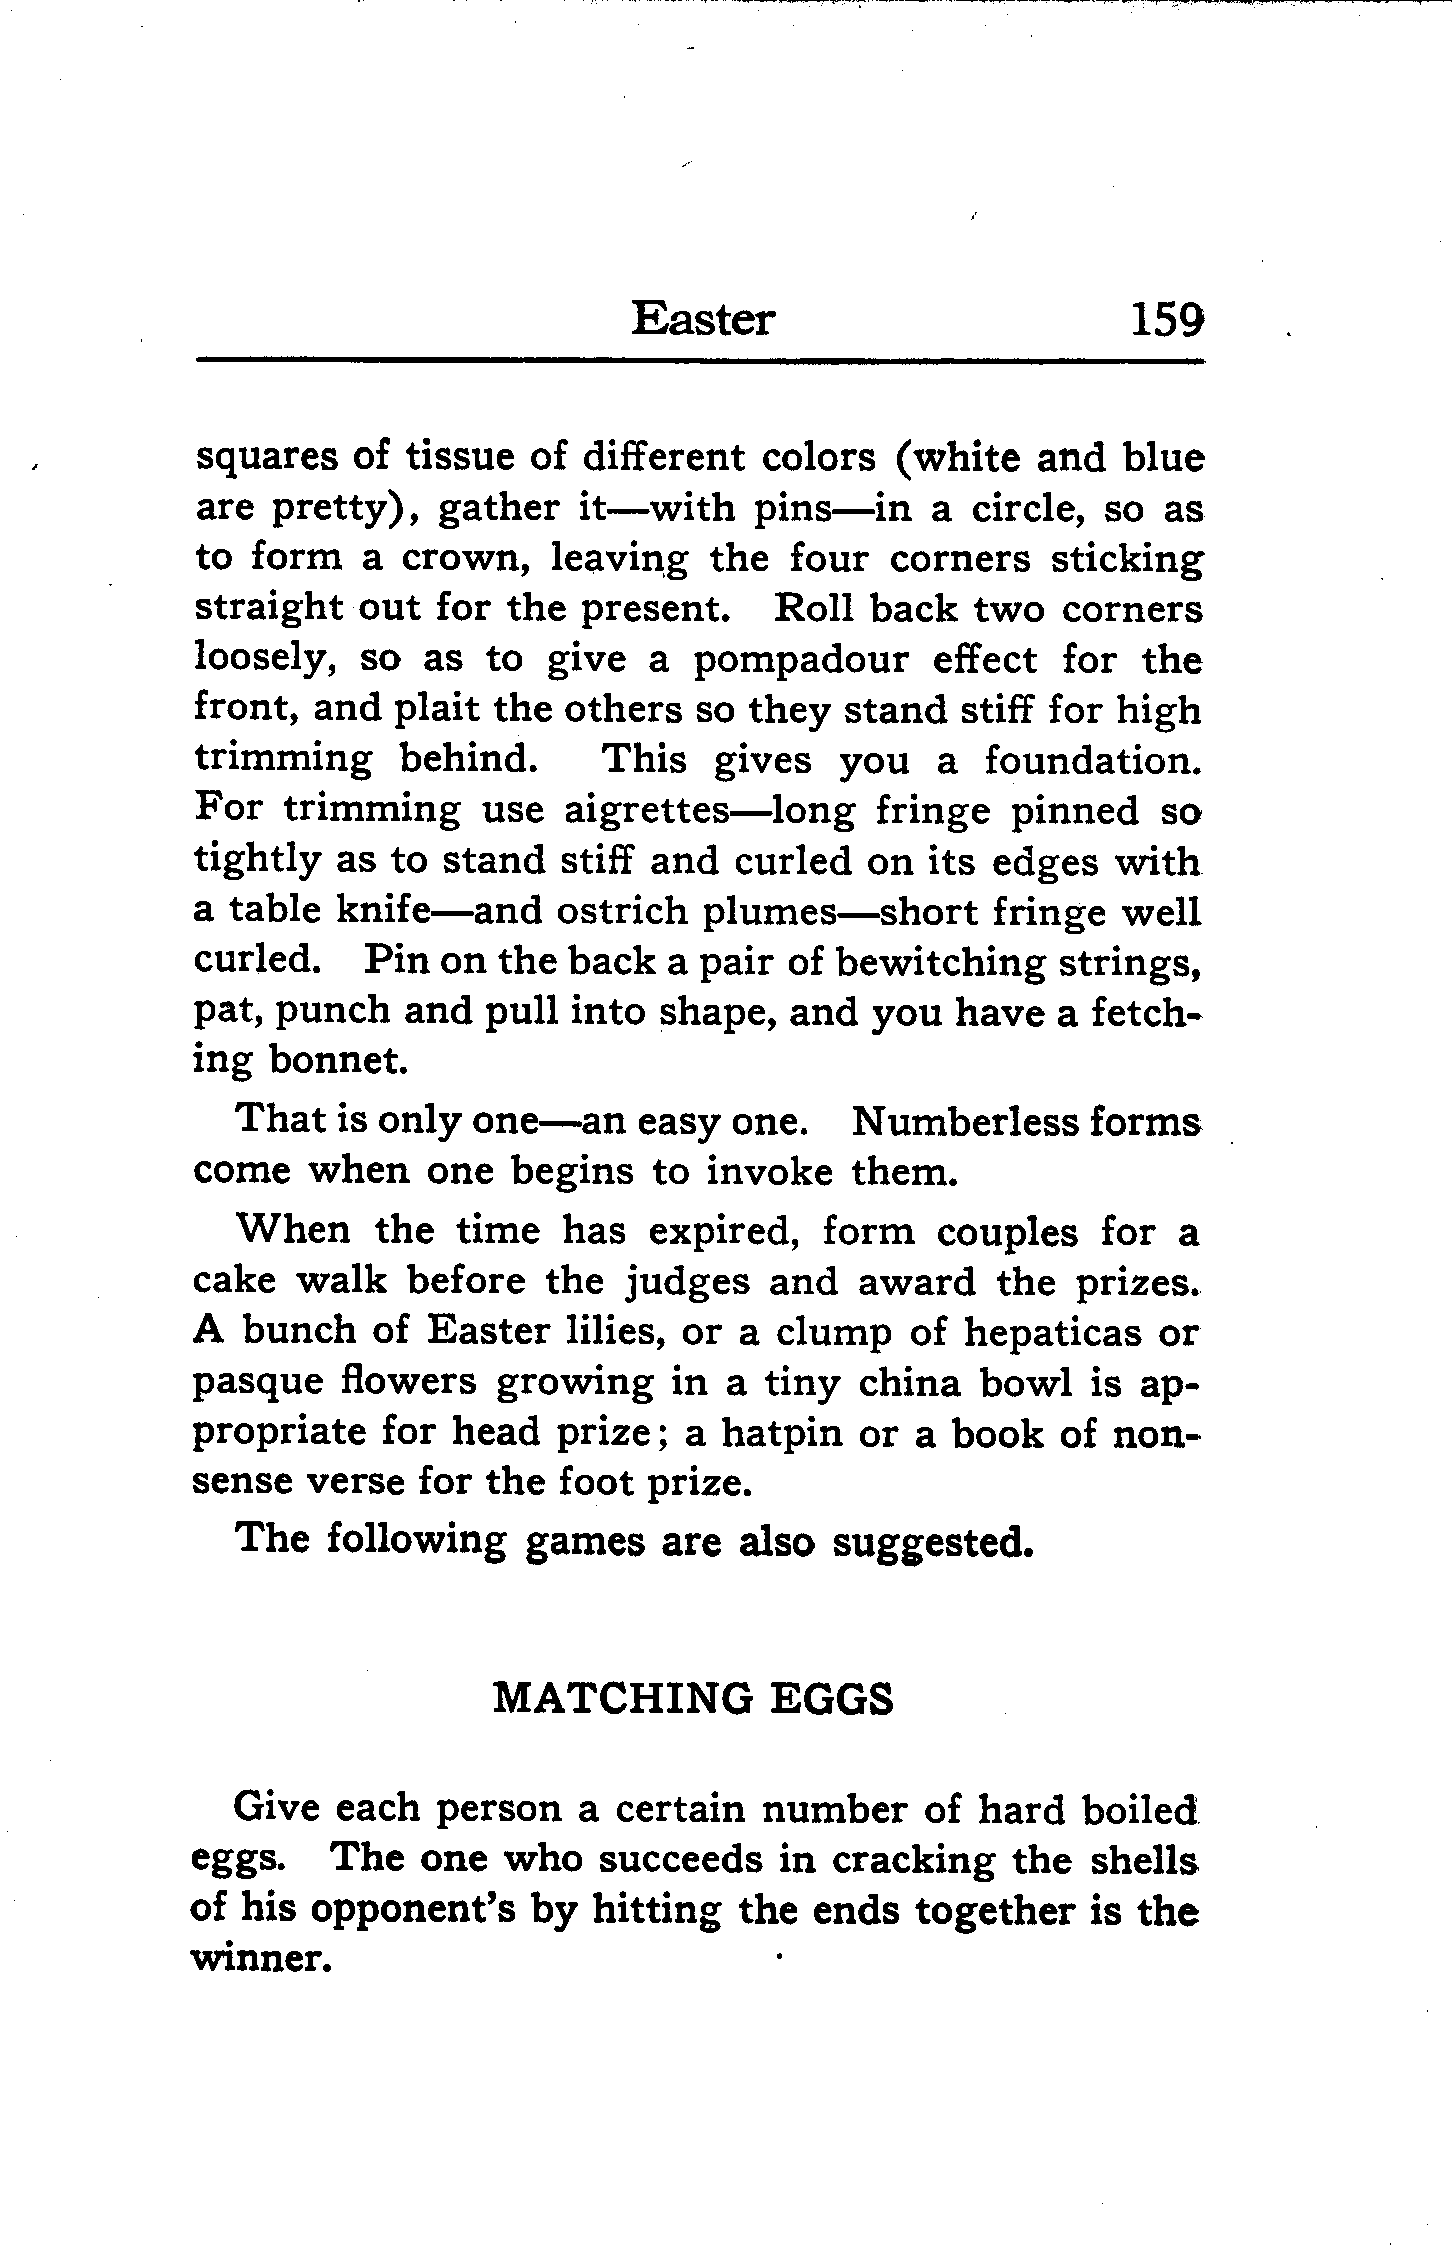 Easter 159
squares of tissue of different colors (white and blue
are pretty), gather it—with pins—in a circle, so as
to form a crown, leaving the four corners sticking
straight out for the present. Roll back two corners
loosely, so as to give a pompadour effect for the
front, and plait the others so they stand stiff for high
trimming behind. This gives you a foundation.
For trimming use aigrettes—long fringe pinned so
tightly as to stand stiff and curled on its edges with
a table knife—and ostrich plumes—short fringe well
curled. Pin on the back a pair of bewitching strings,
pat, punch and pull into shape, and you have a fetch-
ing bonnet.
That is only one—an easy one. Numberless forms
come when one begins to invoke them.
When the time has expired, form couples for a
cake walk before the judges and award the prizes.
A bunch of Easter lilies, or a clump of hepaticas or
pasque flowers growing in a tiny china bowl is ap-
propriate for head prize; a hatpin or a book of non-
sense verse for the foot prize.
The following games are also suggested.
MATCHING EGGS
Give each person a certain number of hard boiled
eggs. The one who succeeds in cracking the shells
of his opponent's by hitting the ends together is the
winner.